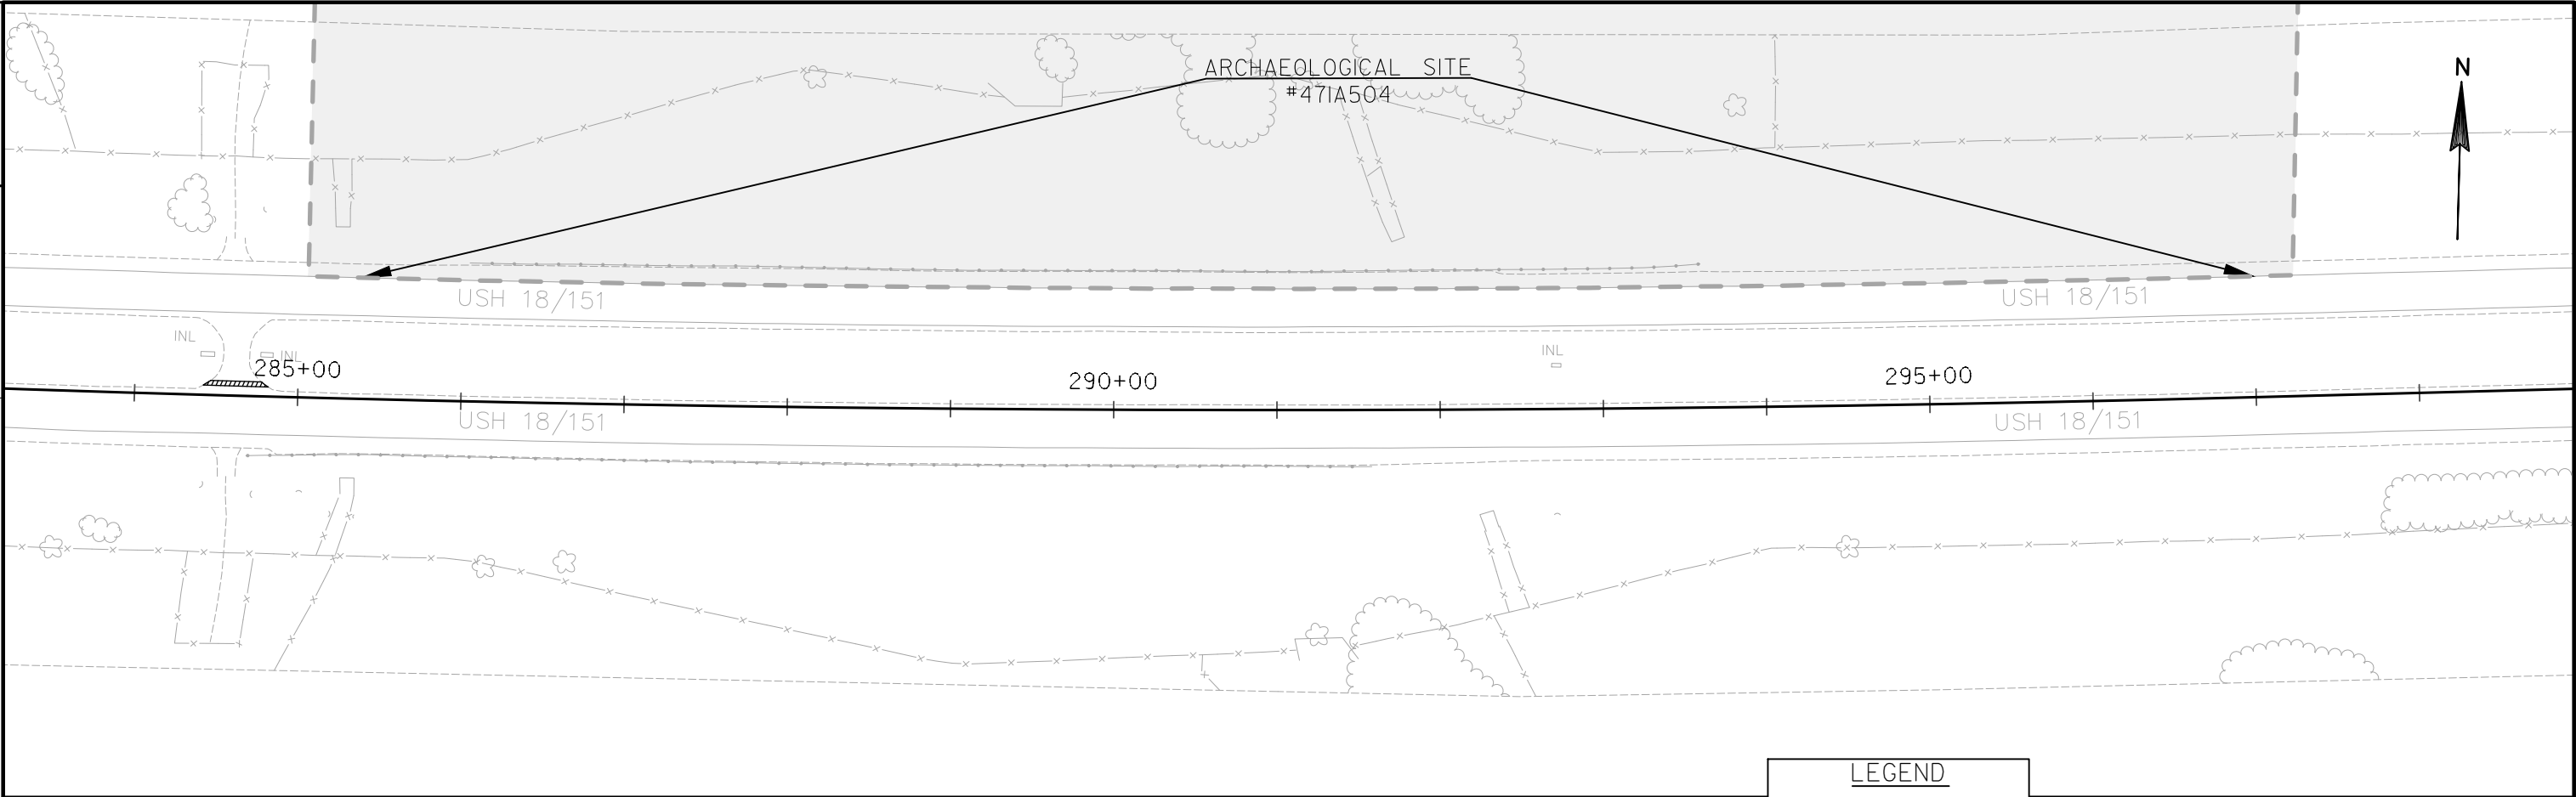 ARCHAEOLOGICAL SITE
#47IA504
N
USH 18/151
USH 18/151
INL
INL
INL
285+00
290+00
295+00
USH 18/151
USH 18/151
LEGEND